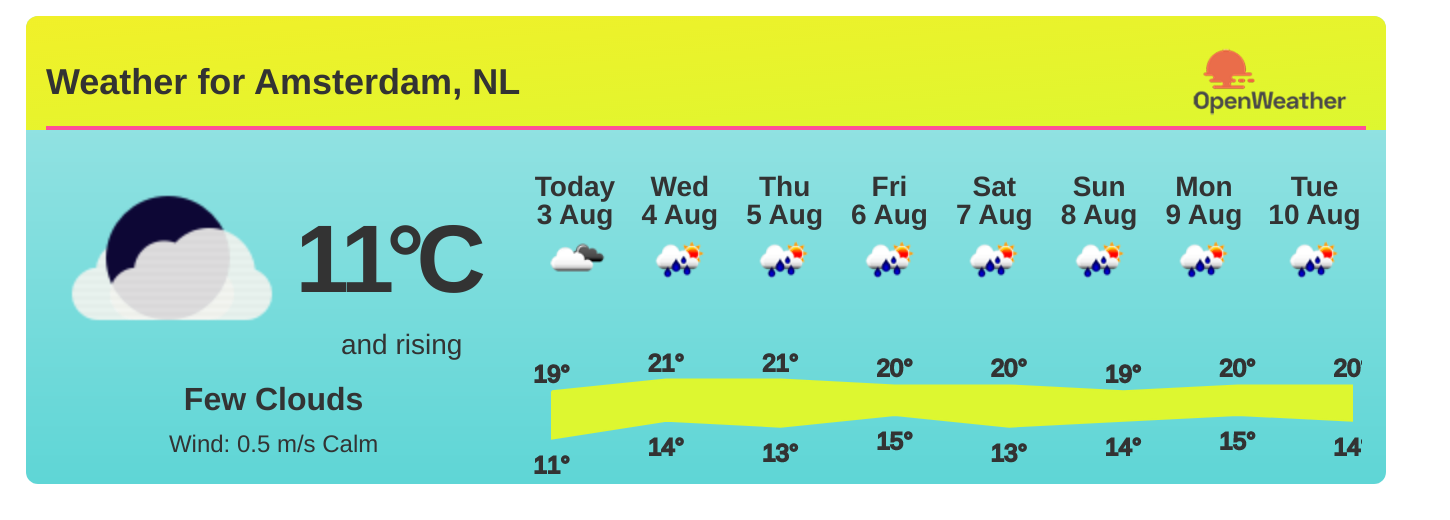 Weather for Amsterdam, NL
OpenWeather
11°C
and rising
Few Clouds
Wind: 0.5 m/s Calm
Today Wed Thu Fri Sat Sun Mon Tue
3 Aug 4 Aug 5 Aug 6 Aug 7 Aug 8 Aug 9 Aug 10 Aug
19° 21° 21° 20° 20° 19° 20° 20°
11° 14° 13° 15° 13° 14° 15° 14°